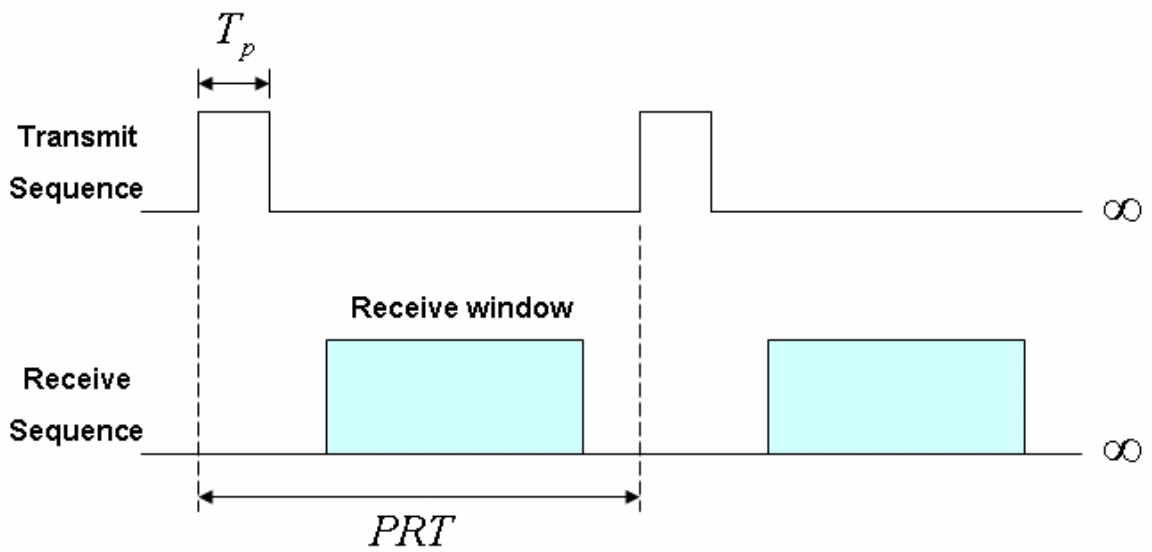 T_p
Transmit
Sequence
∞
Receive window
Receive
Sequence
∞
PRT